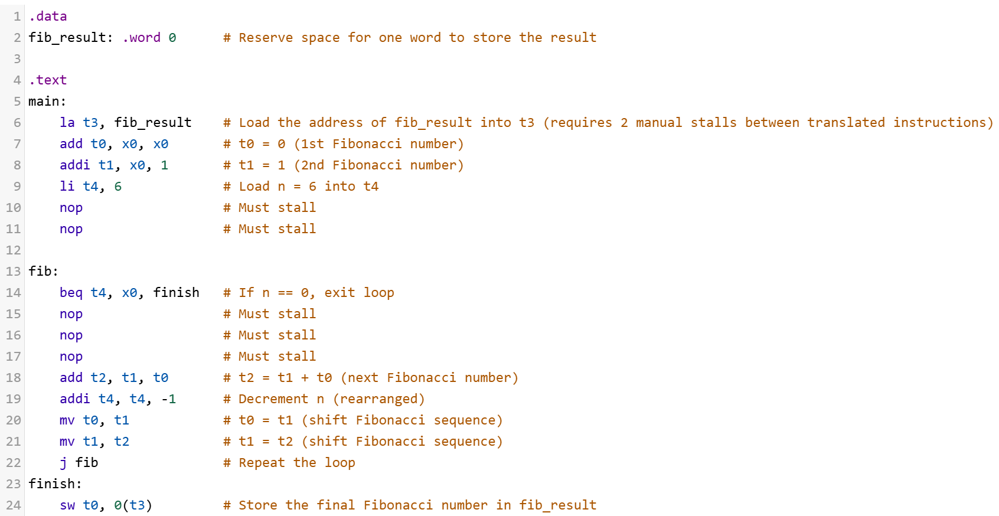 1 .data
2 fib_result: .word 0      # Reserve space for one word to store the result
3
4 .text
5 main:
6     la t3, fib_result    # Load the address of fib_result into t3 (requires 2 manual stalls between translated instructions)
7     add t0, x0, x0       # t0 = 0 (1st Fibonacci number)
8     addi t1, x0, 1       # t1 = 1 (2nd Fibonacci number)
9     li t4, 6             # Load n = 6 into t4
10     nop                  # Must stall
11     nop                  # Must stall
12
13 fib:
14     beq t4, x0, finish   # If n == 0, exit loop
15     nop                  # Must stall
16     nop                  # Must stall
17     nop                  # Must stall
18     add t2, t1, t0       # t2 = t1 + t0 (next Fibonacci number)
19     addi t4, t4, -1      # Decrement n (rearranged)
20     mv t0, t1            # t0 = t1 (shift Fibonacci sequence)
21     mv t1, t2            # t1 = t2 (shift Fibonacci sequence)
22     j fib                # Repeat the loop
23 finish:
24     sw t0, 0(t3)         # Store the final Fibonacci number in fib_result